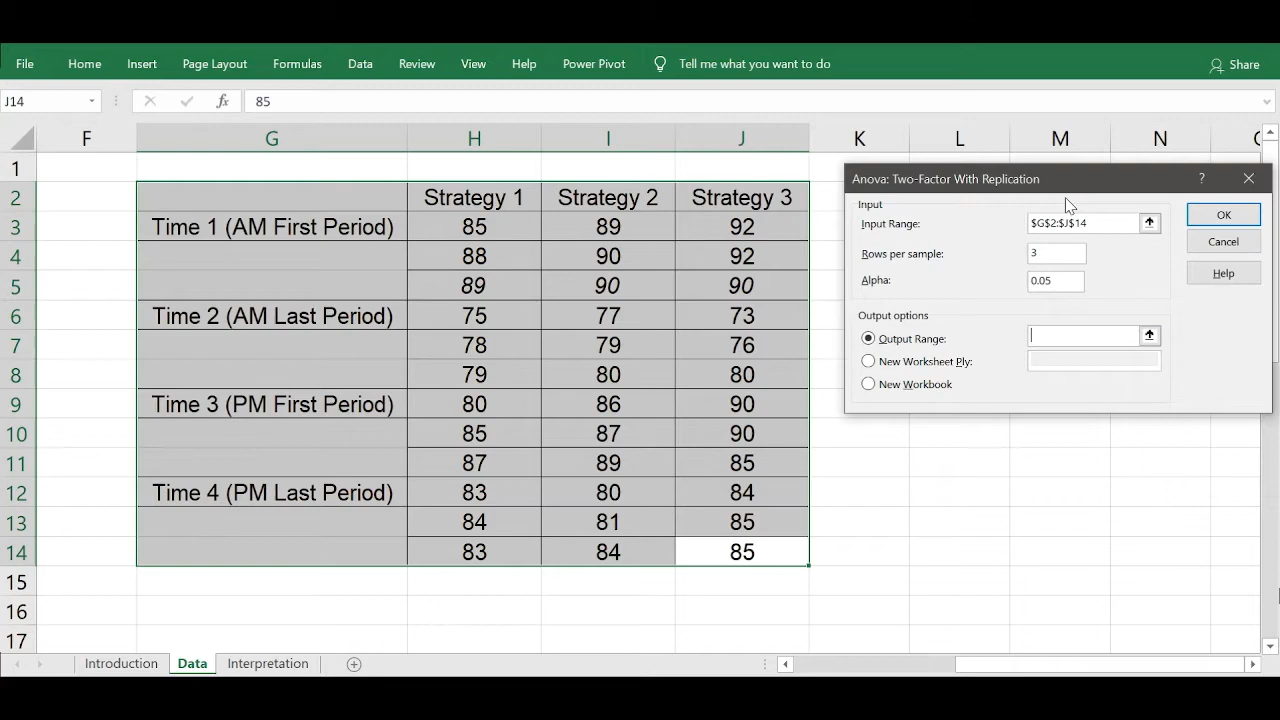 File Home Insert Page Layout Formulas Data Review View Help Power Pivot Tell me what you want to do Share
J14 fx 85
F G H I J K L M N
1
2 Strategy 1 Strategy 2 Strategy 3
3 Time 1 (AM First Period) 85 89 92
4 88 90 92
5 89 90 90
6 Time 2 (AM Last Period) 75 77 73
7 78 79 76
8 79 80 80
9 Time 3 (PM First Period) 80 86 90
10 85 87 90
11 87 89 85
12 Time 4 (PM Last Period) 83 80 84
13 84 81 85
14 83 84 85
15
16
17
Anova: Two-Factor With Replication ?
Input
Input Range: $G$2:$J$14 OK
Rows per sample: 3 Cancel
Alpha: 0.05 Help
Output options
Output Range:
New Worksheet Ply:
New Workbook
Introduction Data Interpretation